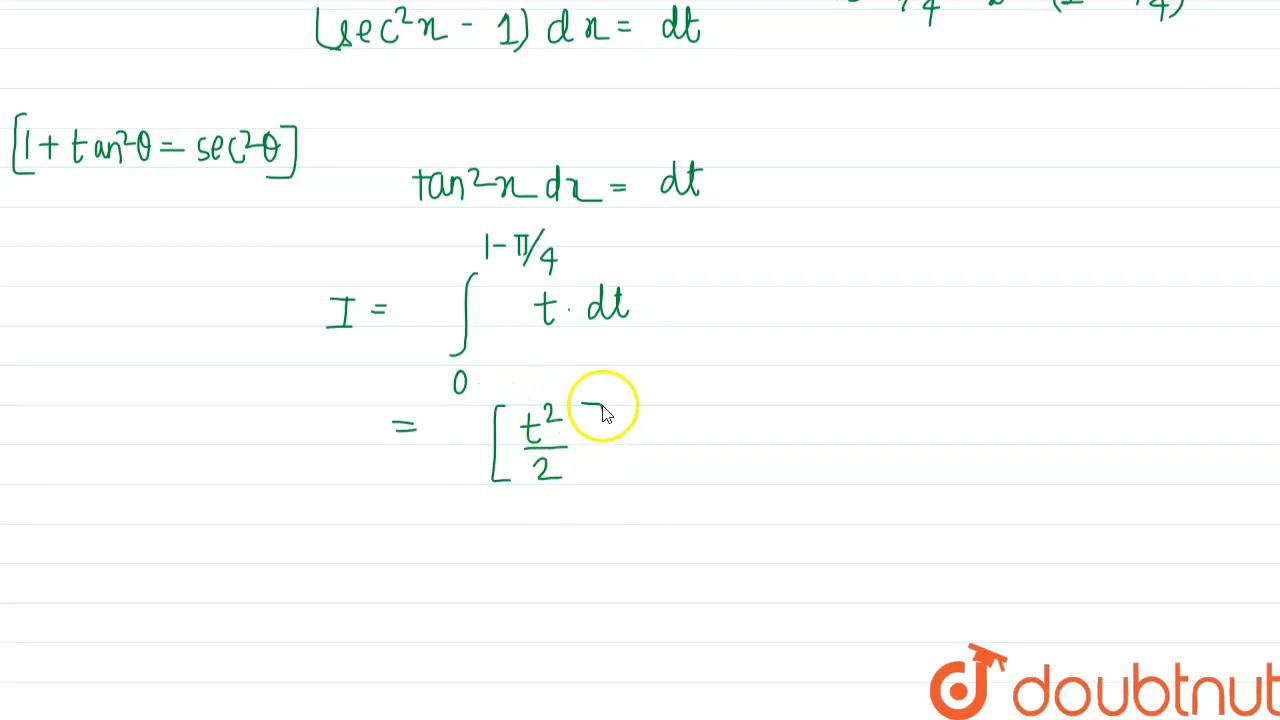 (sec²x - 1) dx = dt
[1 + tan²θ = sec²θ]
tan²x dx = dt
1 - π/4
I = ∫ t . dt
0
= [ t²
2
doubtnut